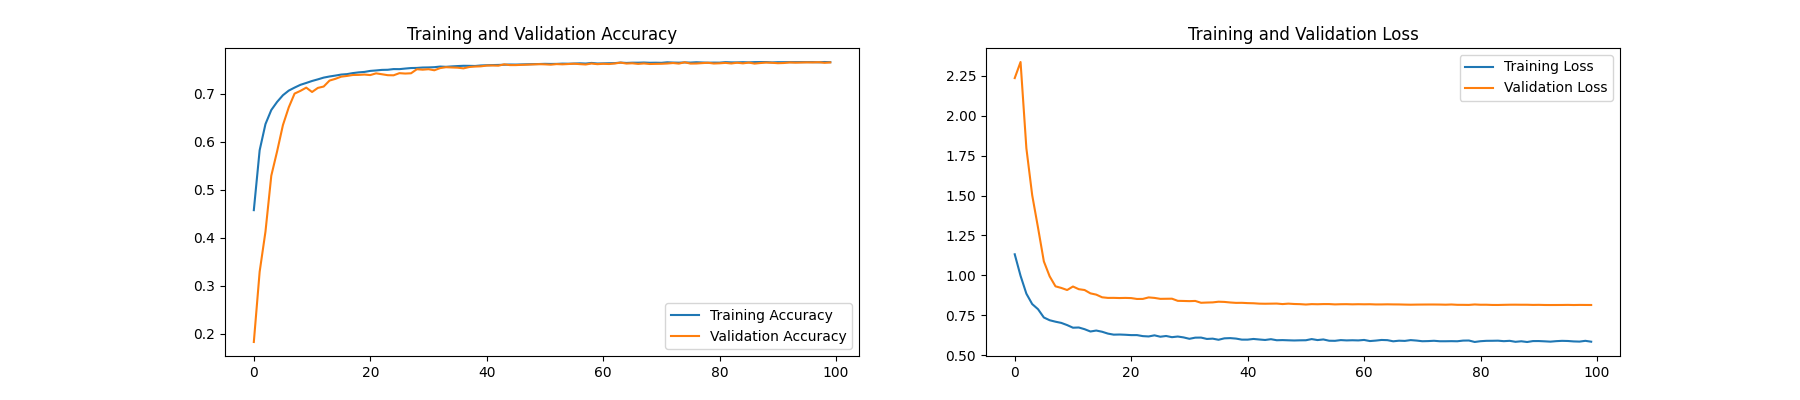 Training and Validation Accuracy
0.7
0.6
0.5
0.4
0.3
0.2
Training Accuracy
Validation Accuracy
0 20 40 60 80 100
Training and Validation Loss
Training Loss
Validation Loss
2.25
2.00
1.75
1.50
1.25
1.00
0.75
0.50
0 20 40 60 80 100